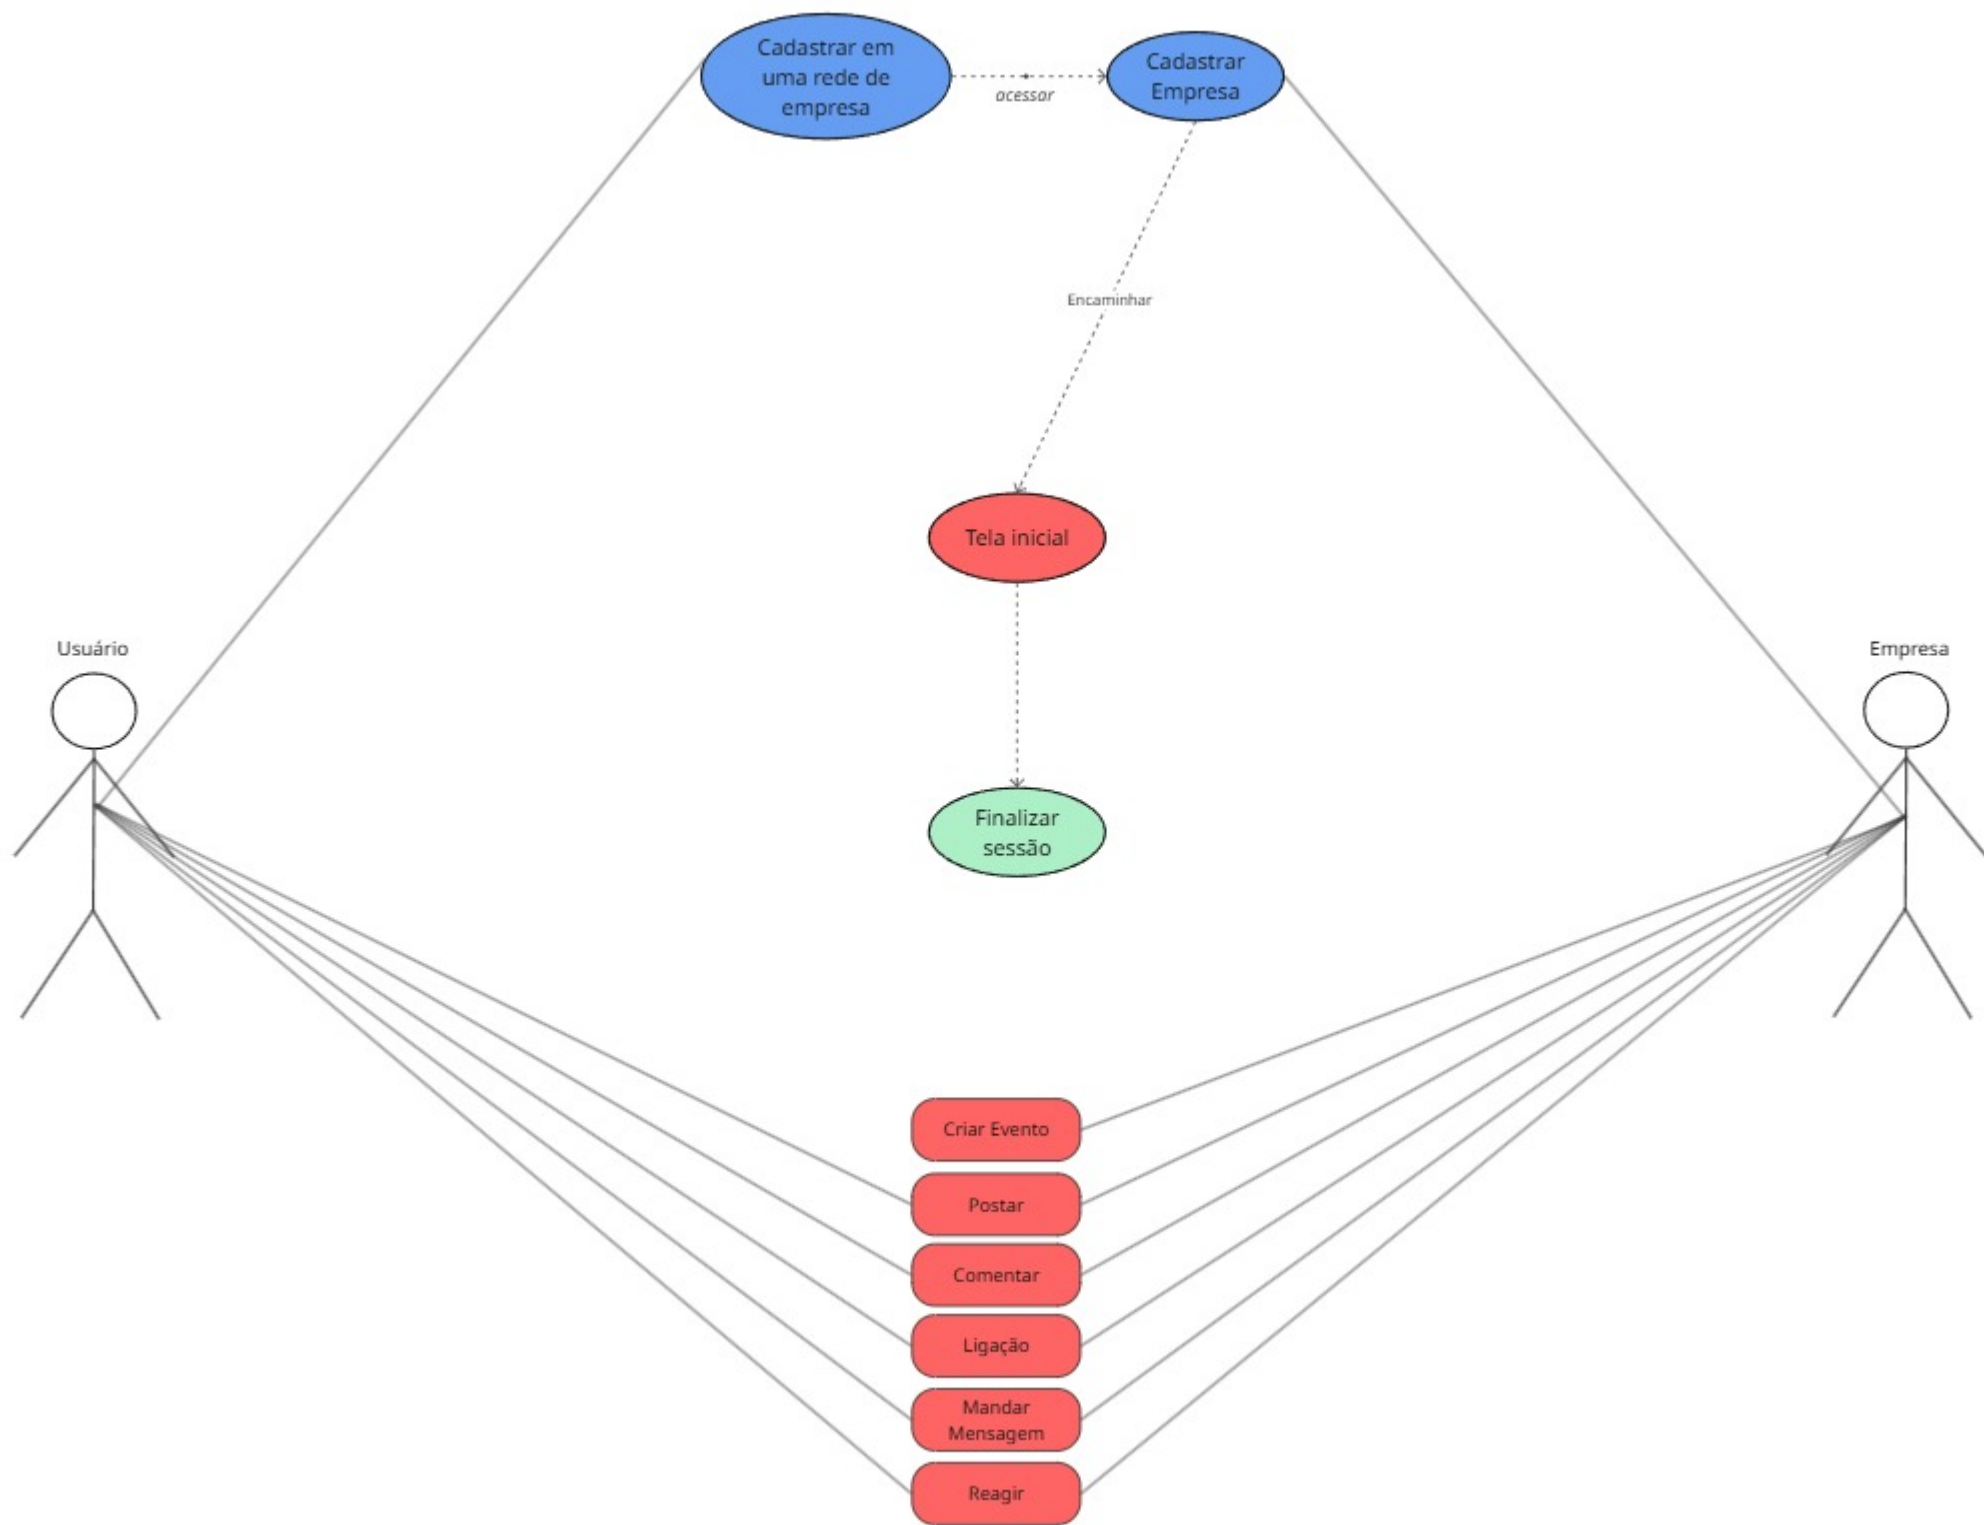 Cadastrar em
uma rede de
empresa
acessar
Cadastrar
Empresa
Encaminhar
Tela inicial
Usuário
Empresa
Finalizar
sessão
Criar Evento
Postar
Comentar
Ligação
Mandar
Mensagem
Reagir